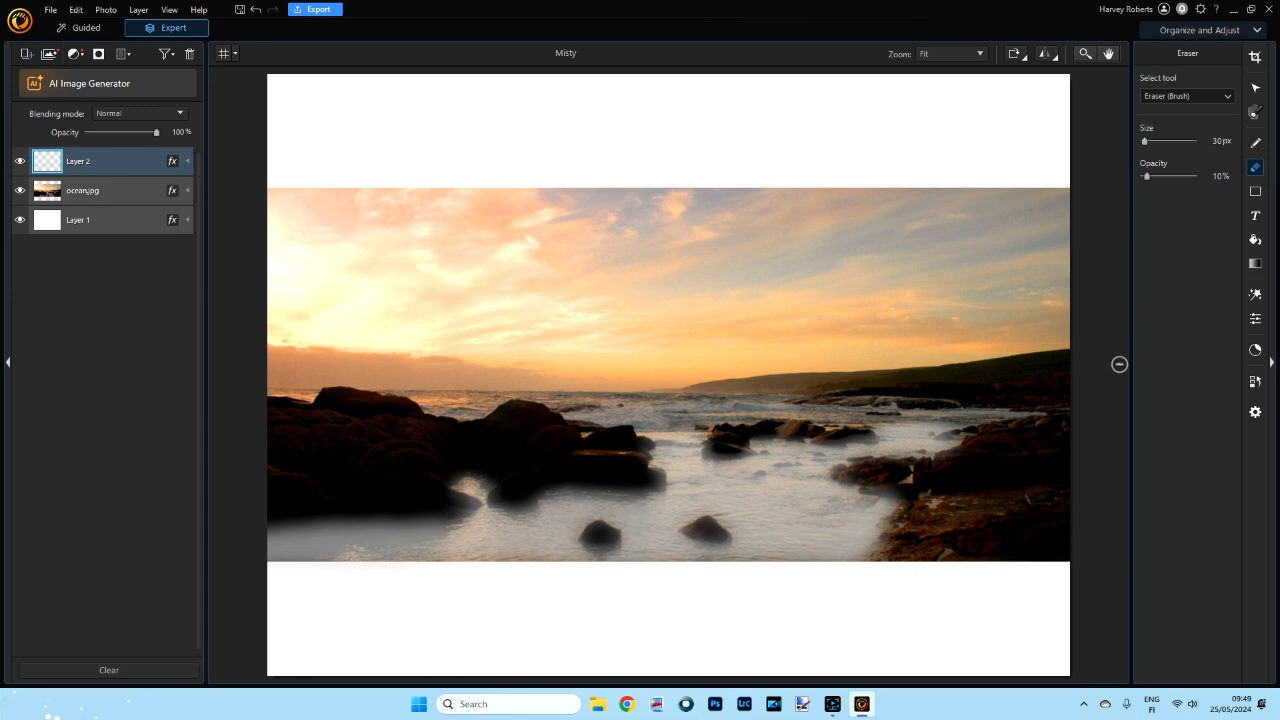 File Edit Photo Layer View Help Export Harvey Roberts
Guided Expert Organize and Adjust
Misty Zoom: Fit Eraser
AI Image Generator
Select tool
Eraser (Brush)
Blending mode: Normal
Opacity 100 %
Size
30 px
Opacity
10 %
Layer 2 fx
ocean.jpg fx
Layer 1 fx
Clear
Search Ps LrC ENG FI 09:49
25/05/2024